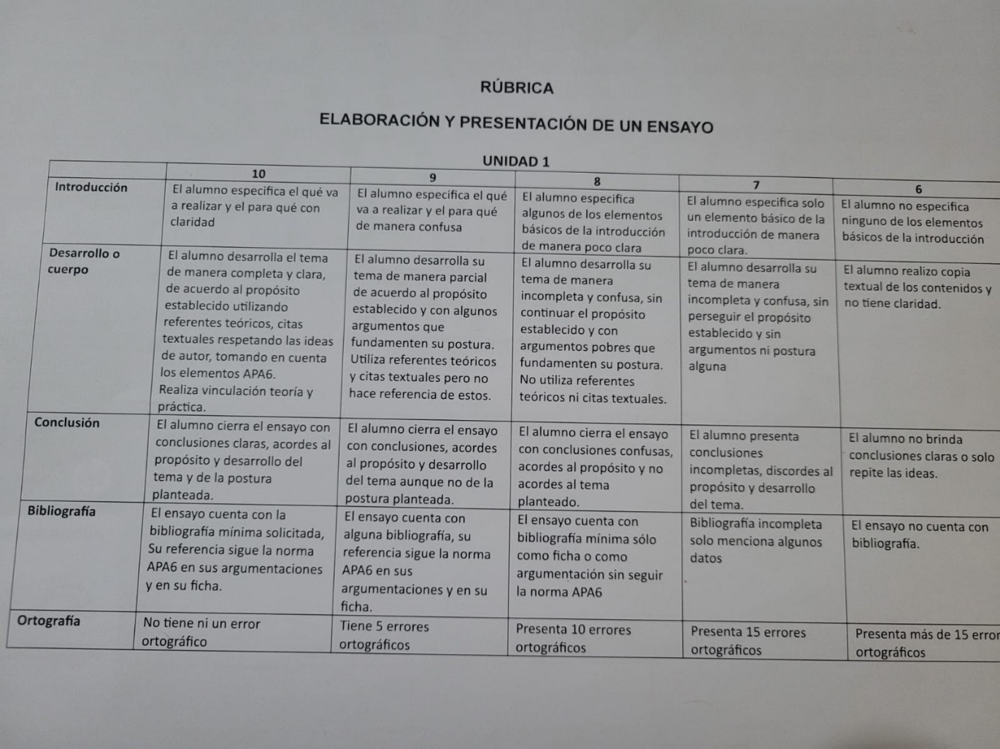 RÚBRICA
ELABORACIÓN Y PRESENTACIÓN DE UN ENSAYO
UNIDAD 1
10
9
8
7
6
Introducción
El alumno especifica el qué va
a realizar y el para qué con
claridad
El alumno especifica el qué
va a realizar y el para qué
de manera confusa
El alumno especifica
algunos de los elementos
básicos de la introducción
de manera poco clara
El alumno especifica solo
un elemento básico de la
introducción de manera
poco clara.
El alumno no especifica
ninguno de los elementos
básicos de la introducción
Desarrollo o
cuerpo
El alumno desarrolla el tema
de manera completa y clara,
de acuerdo al propósito
establecido utilizando
referentes teóricos, citas
textuales respetando las ideas
de autor, tomando en cuenta
los elementos APA6.
Realiza vinculación teoría y
práctica.
El alumno desarrolla su
tema de manera parcial
de acuerdo al propósito
establecido y con algunos
argumentos que
fundamenten su postura.
Utiliza referentes teóricos
y citas textuales pero no
hace referencia de estos.
El alumno desarrolla su
tema de manera
incompleta y confusa, sin
continuar el propósito
establecido y con
argumentos pobres que
fundamenten su postura.
No utiliza referentes
teóricos ni citas textuales.
El alumno desarrolla su
tema de manera
incompleta y confusa, sin
perseguir el propósito
establecido y sin
argumentos ni postura
alguna
El alumno realizo copia
textual de los contenidos y
no tiene claridad.
Conclusión
El alumno cierra el ensayo con
conclusiones claras, acordes al
propósito y desarrollo del
tema y de la postura
planteada.
El alumno cierra el ensayo
con conclusiones, acordes
al propósito y desarrollo
del tema aunque no de la
postura planteada.
El alumno cierra el ensayo
con conclusiones confusas,
acordes al propósito y no
acordes al tema
planteado.
El alumno presenta
conclusiones
incompletas, discordes al
propósito y desarrollo
del tema.
El alumno no brinda
conclusiones claras o solo
repite las ideas.
Bibliografía
El ensayo cuenta con la
bibliografía mínima solicitada,
Su referencia sigue la norma
APA6 en sus argumentaciones
y en su ficha.
El ensayo cuenta con
alguna bibliografía, su
referencia sigue la norma
APA6 en sus
argumentaciones y en su
ficha.
El ensayo cuenta con
bibliografía mínima sólo
como ficha o como
argumentación sin seguir
la norma APA6
Bibliografía incompleta
solo menciona algunos
datos
El ensayo no cuenta con
bibliografía.
Ortografía
No tiene ni un error
ortográfico
Tiene 5 errores
ortográficos
Presenta 10 errores
ortográficos
Presenta 15 errores
ortográficos
Presenta más de 15 error
ortográficos